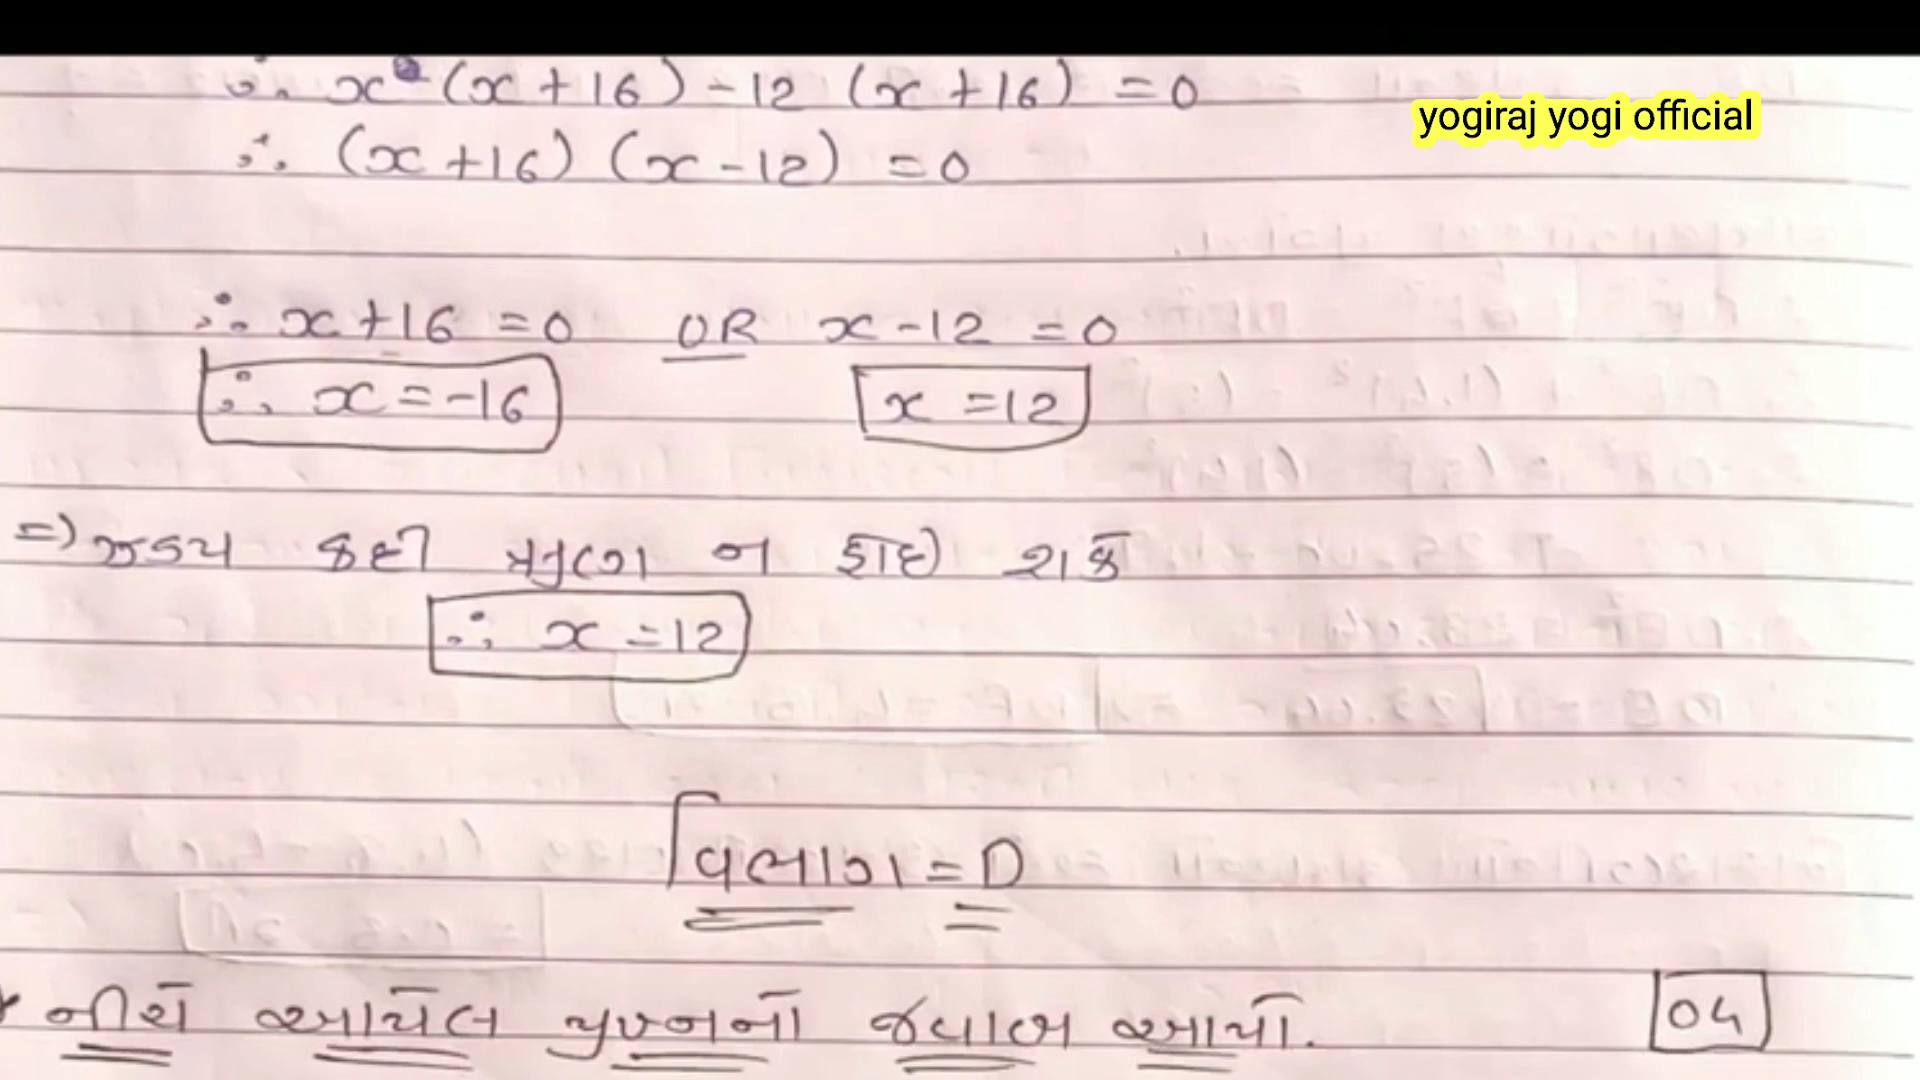 ∴ x (x+16) -12 (x+16) =0
yogiraj yogi official
∴ (x+16) (x-12) =0
∴ x+16 =0 OR x-12 =0
∴ x = -16 x =12
=) કદી ન શકે
∴ x =12
વિભાગ = D
* નીચે આપેલ પ્રશ્નનો જવાબ આપો. 04